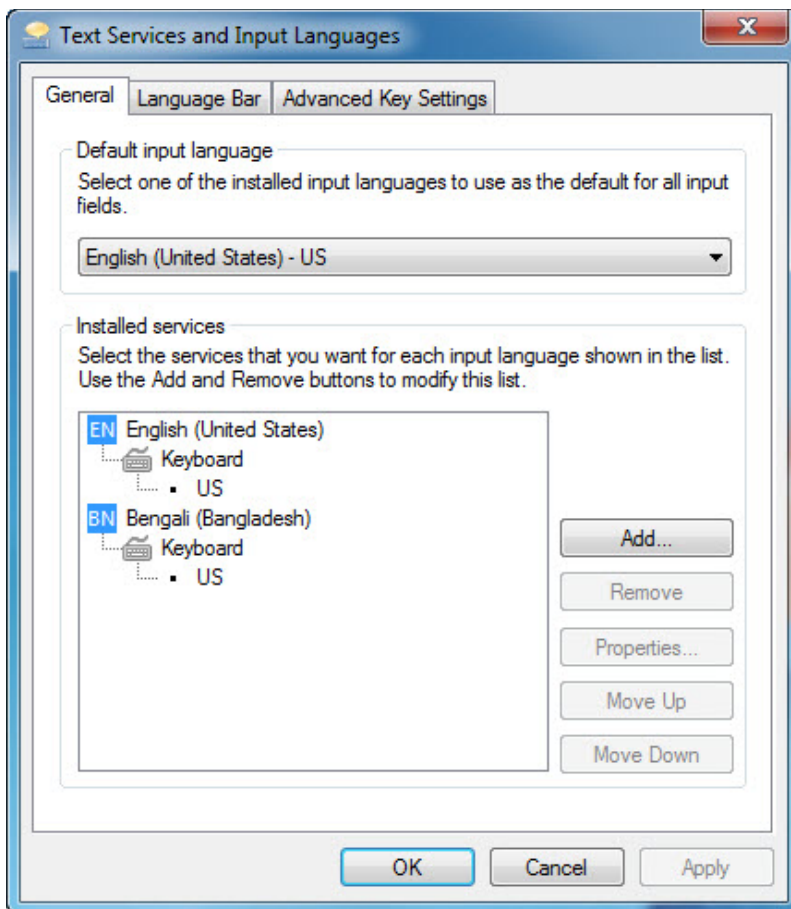 Text Services and Input Languages
General
Language Bar
Advanced Key Settings
Default input language
Select one of the installed input languages to use as the default for all input
fields.
English (United States) - US
Installed services
Select the services that you want for each input language shown in the list.
Use the Add and Remove buttons to modify this list.
EN English (United States)
Keyboard
US
BN Bengali (Bangladesh)
Keyboard
US
Add...
Remove
Properties...
Move Up
Move Down
OK
Cancel
Apply